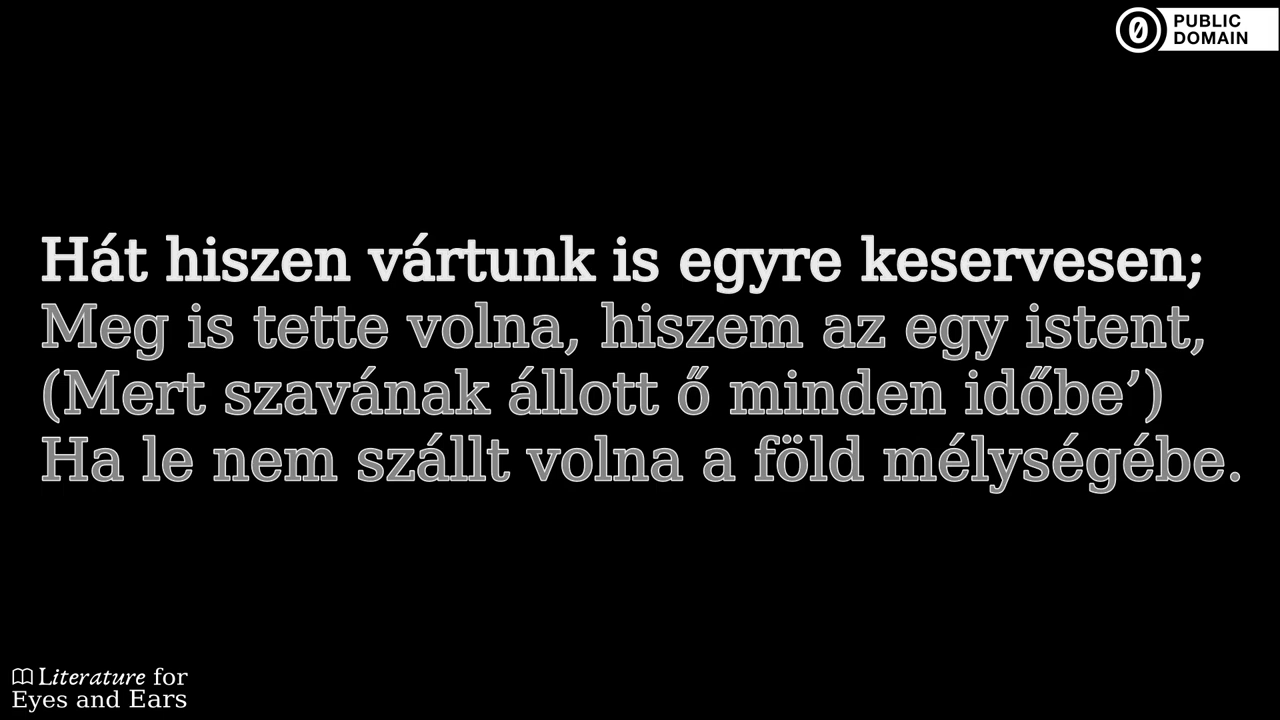 PUBLIC
DOMAIN
Hát hiszen vártunk is egyre keservesen;
Meg is tette volna, hiszem az egy istent,
(Mert szavának állott ő minden időbe’)
Ha le nem szállt volna a föld mélységébe.
Literature for
Eyes and Ears